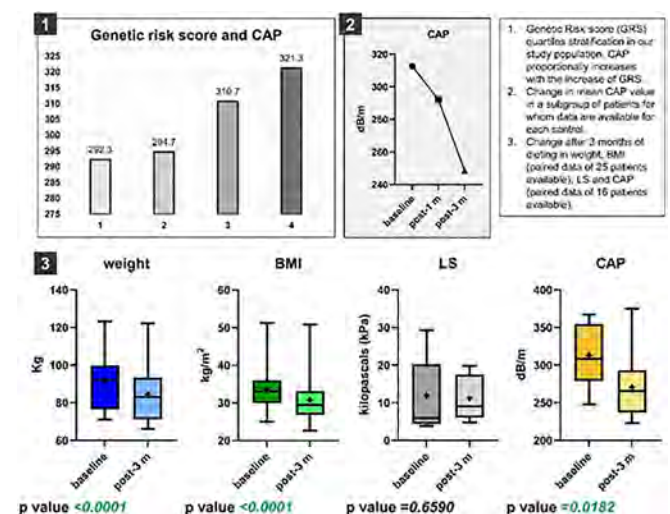 1
Genetic risk score and CAP
325
320
315
310
305
300
295
290
285
280
275
292.3
294.7
310.7
321.3
1 2 3 4
2
CAP
dB/m
320
300
280
260
240
baseline
post-1 m
post-3 m
1. Genetic Risk score (GRS)
quartiles stratification in our
study population. CAP
proportionally increases
with the increase of GRS.
2. Change in mean CAP value
in a subgroup of patients for
whom data are available for
each control.
3. Change after 3 months of
dieting in weight, BMI
(paired data of 25 patients
available), LS and CAP
(paired data of 16 patients
available).
3
weight
Kg
140
120
100
80
60
baseline
post-3 m
p value <0.0001
BMI
kg/m²
60
50
40
30
20
baseline
post-3 m
p value <0.0001
LS
kilopascals (kPa)
40
30
20
10
0
baseline
post-3 m
p value =0.6590
CAP
dB/m
400
350
300
250
200
baseline
post-3 m
p value =0.0182